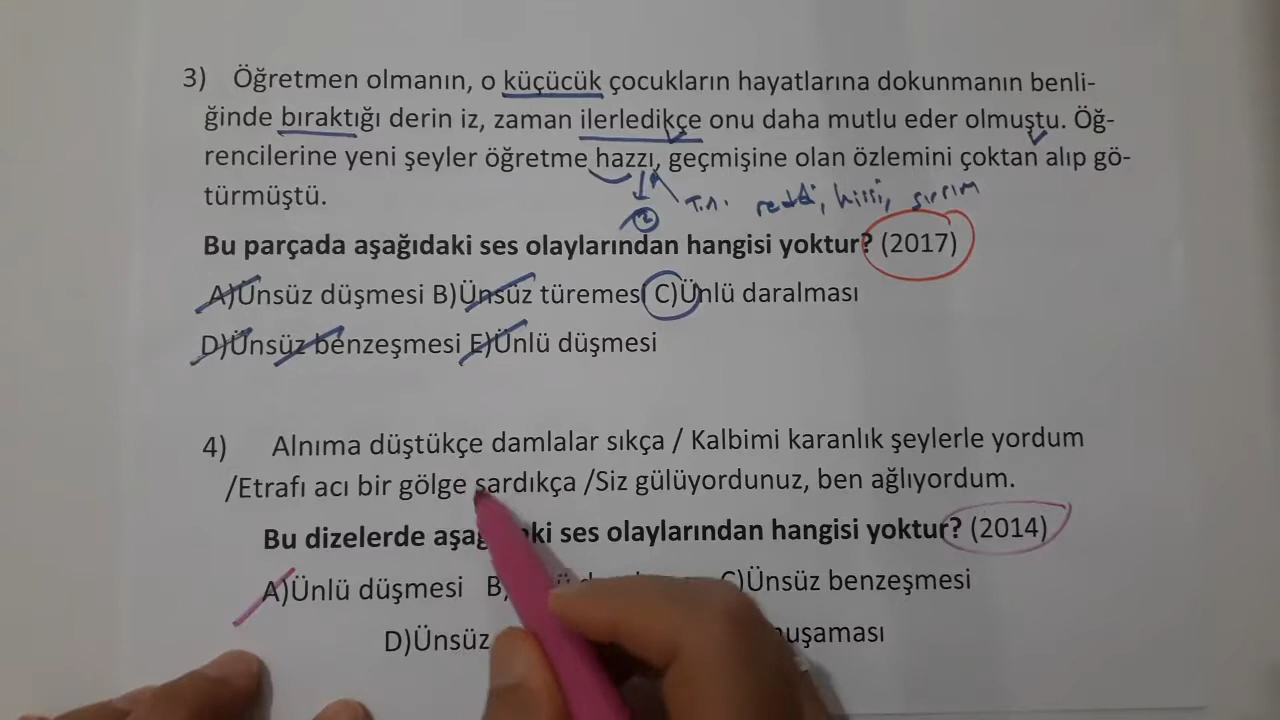 3) Öğretmen olmanın, o küçücük çocukların hayatlarına dokunmanın benli-
ğinde bıraktığı derin iz, zaman ilerledikçe onu daha mutlu eder olmuştu. Öğ-
rencilerine yeni şeyler öğretme hazzı, geçmişine olan özlemini çoktan alıp gö-
türmüştü.
T.A. reddi, hissi, sırrım
Bu parçada aşağıdaki ses olaylarından hangisi yoktur? (2017)
A)Ünsüz düşmesi B)Ünsüz türemesi C)Ünlü daralması
D)Ünsüz benzeşmesi E)Ünlü düşmesi
4) Alnıma düştükçe damlalar sıkça / Kalbimi karanlık şeylerle yordum
/Etrafı acı bir gölge sardıkça /Siz gülüyordunuz, ben ağlıyordum.
Bu dizelerde ses olaylarından hangisi yoktur? (2014)
A)Ünlü düşmesi B) C)Ünsüz benzeşmesi
D)Ünsüz